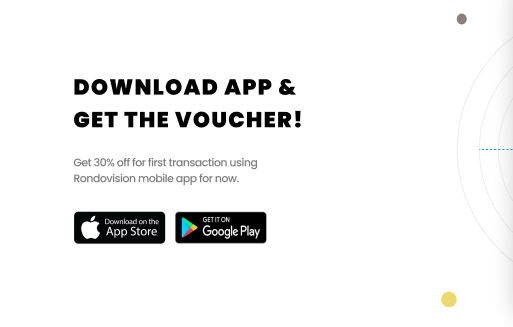 DOWNLOAD APP &
GET THE VOUCHER!
Get 30% off for first transaction using
Rondovision mobile app for now.
Download on the
App Store
GET IT ON
Google Play